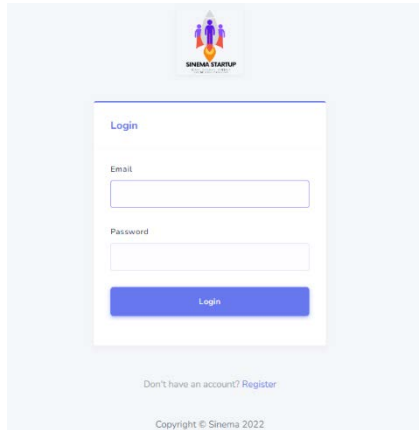 SINEMA STARTUP
Login
Email
Password
Login
Don't have an account? Register
Copyright © Sinema 2022